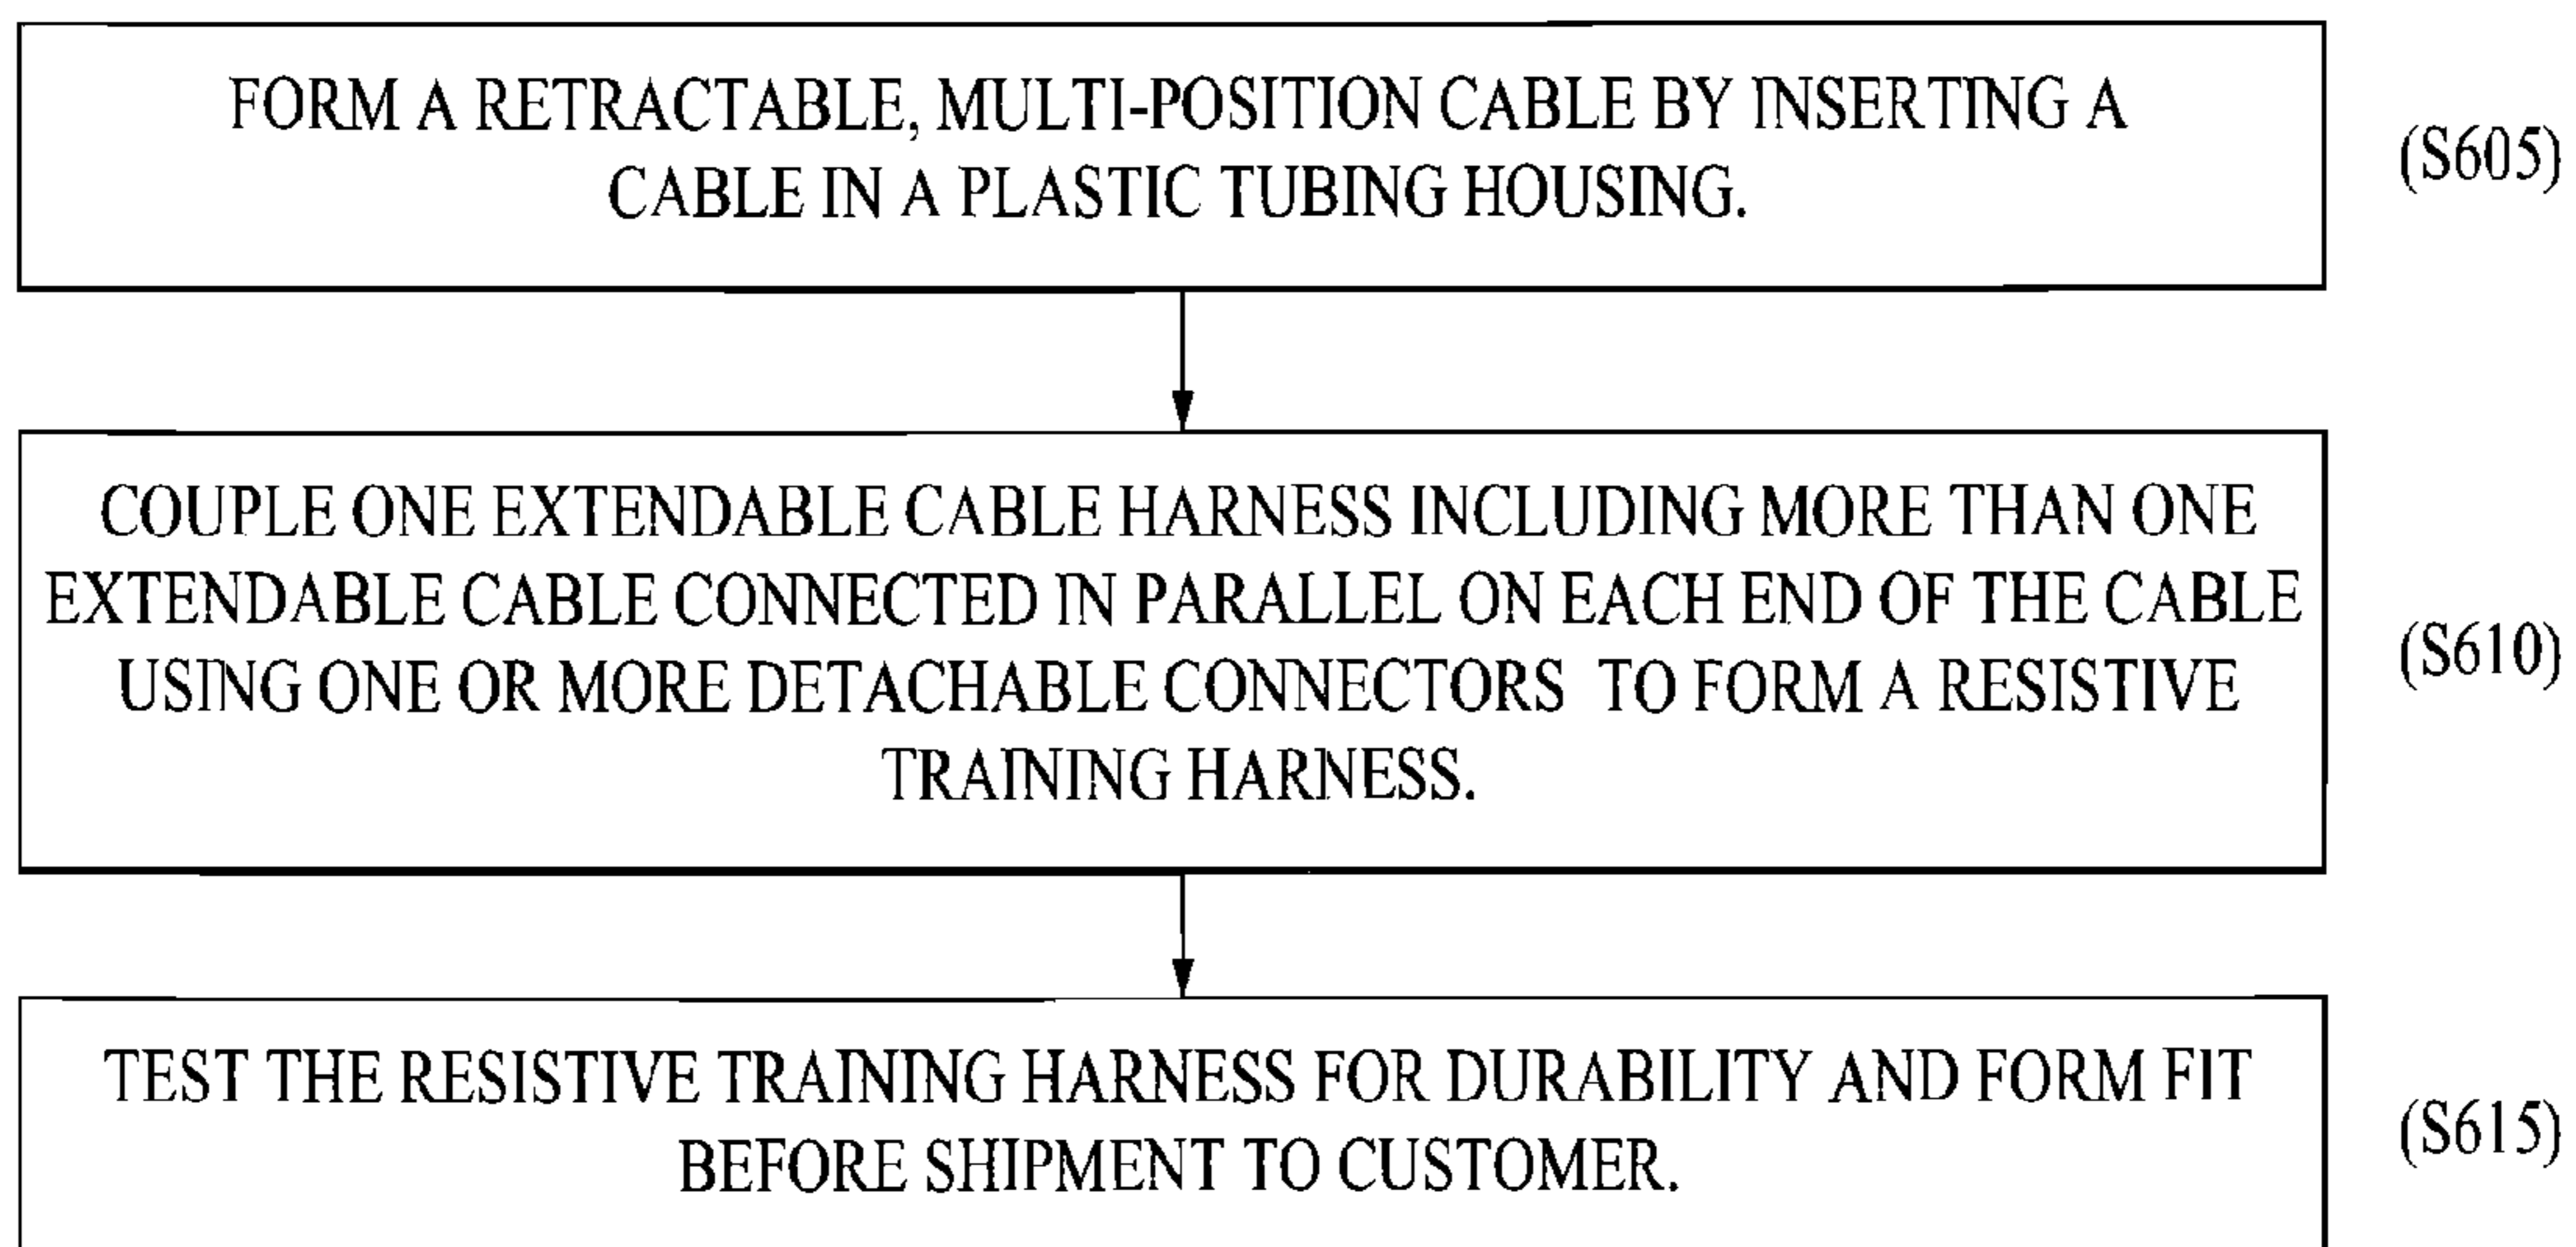 FORM A RETRACTABLE, MULTI-POSITION CABLE BY INSERTING A
CABLE IN A PLASTIC TUBING HOUSING.
(S605)
COUPLE ONE EXTENDABLE CABLE HARNESS INCLUDING MORE THAN ONE
EXTENDABLE CABLE CONNECTED IN PARALLEL ON EACH END OF THE CABLE
USING ONE OR MORE DETACHABLE CONNECTORS TO FORM A RESISTIVE
TRAINING HARNESS.
(S610)
TEST THE RESISTIVE TRAINING HARNESS FOR DURABILITY AND FORM FIT
BEFORE SHIPMENT TO CUSTOMER.
(S615)